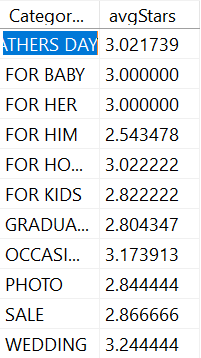 Categor... avgStars
ATHERS DAY 3.021739
FOR BABY 3.000000
FOR HER 3.000000
FOR HIM 2.543478
FOR HO... 3.022222
FOR KIDS 2.822222
GRADUA... 2.804347
OCCASI... 3.173913
PHOTO 2.844444
SALE 2.866666
WEDDING 3.244444